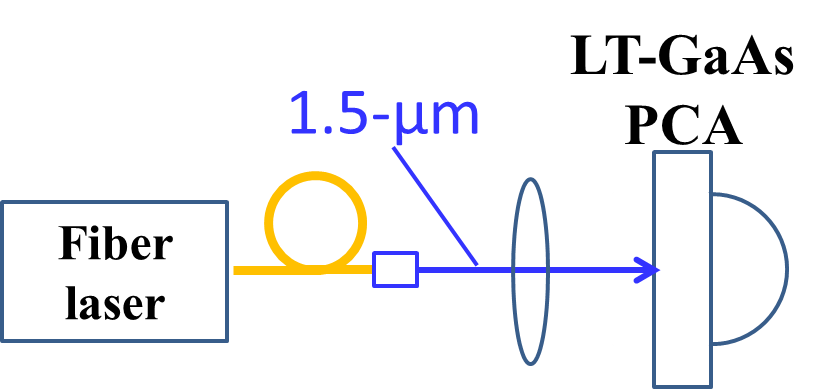 LT-GaAs
PCA
1.5-μm
Fiber
laser